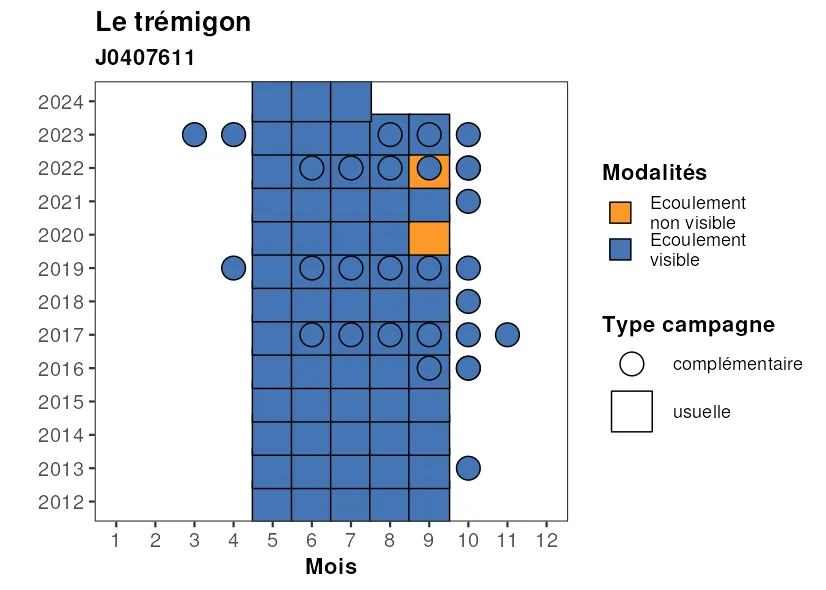 Le trémigon
J0407611
2024
2023
2022
2021
2020
2019
2018
2017
2016
2015
2014
2013
2012
1 2 3 4 5 6 7 8 9 10 11 12
Mois
Modalités
Ecoulement
non visible
Ecoulement
visible
Type campagne
complémentaire
usuelle